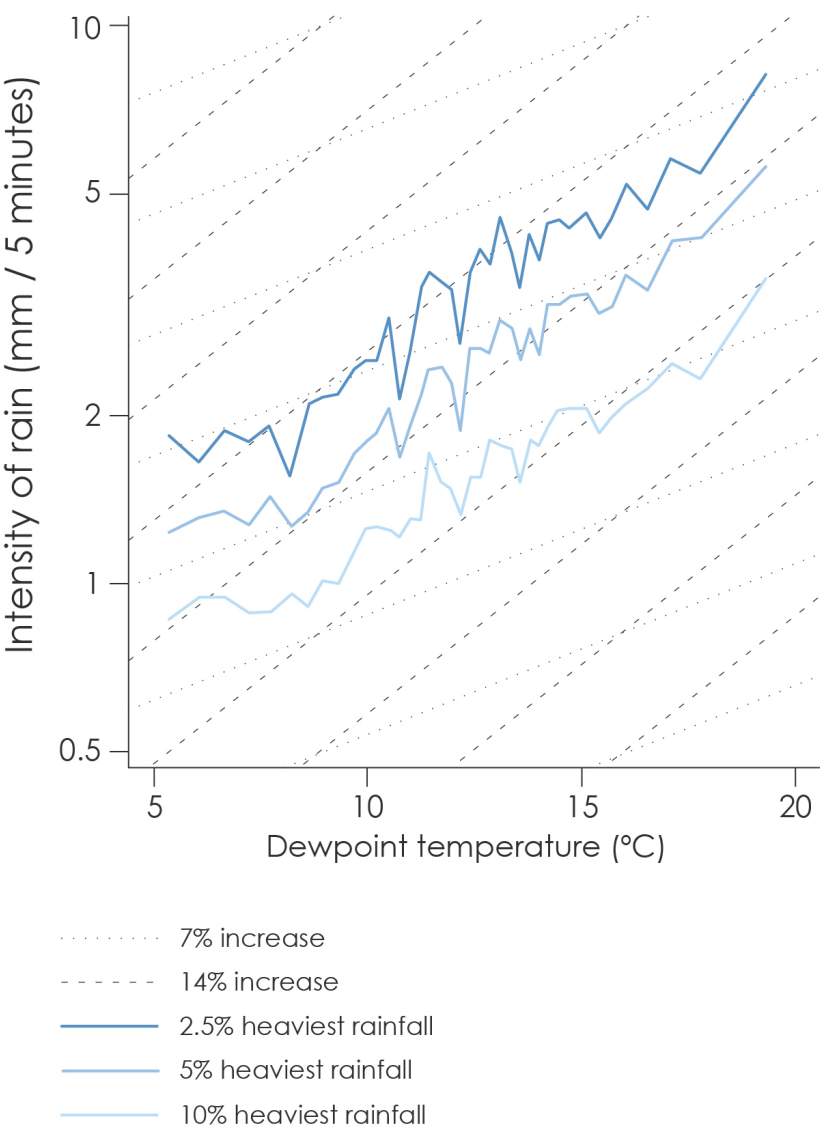 Intensity of rain (mm / 5 minutes)
10
5
2
1
0.5
5 10 15 20
Dewpoint temperature (ºC)
7% increase
14% increase
2.5% heaviest rainfall
5% heaviest rainfall
10% heaviest rainfall